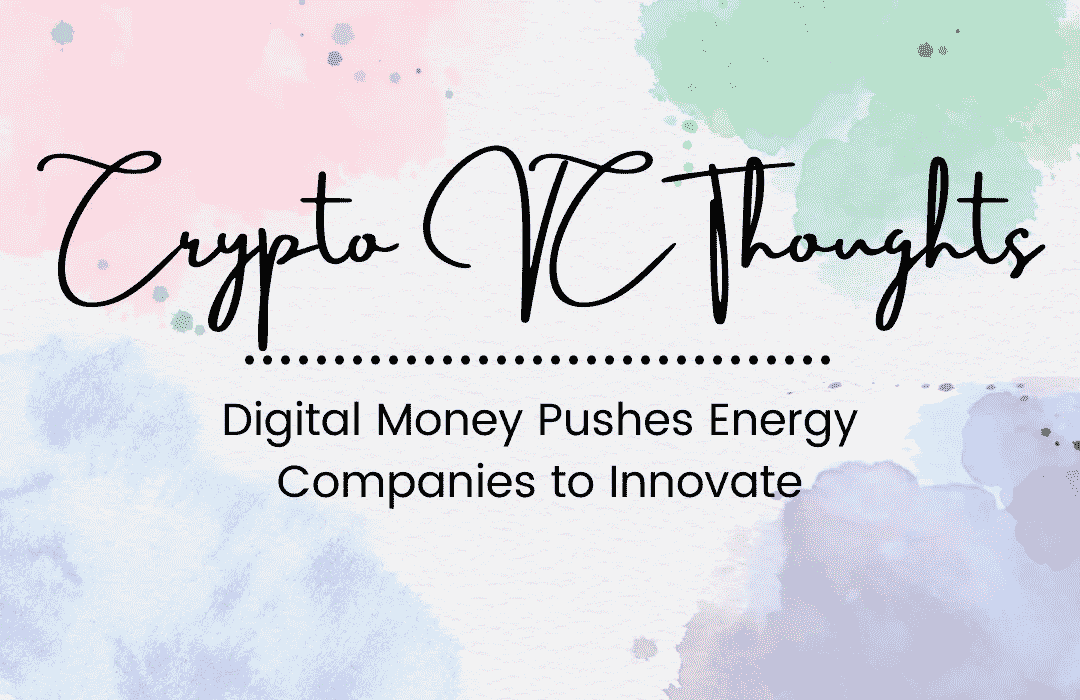 Crypto VC Thoughts
Digital Money Pushes Energy
Companies to Innovate